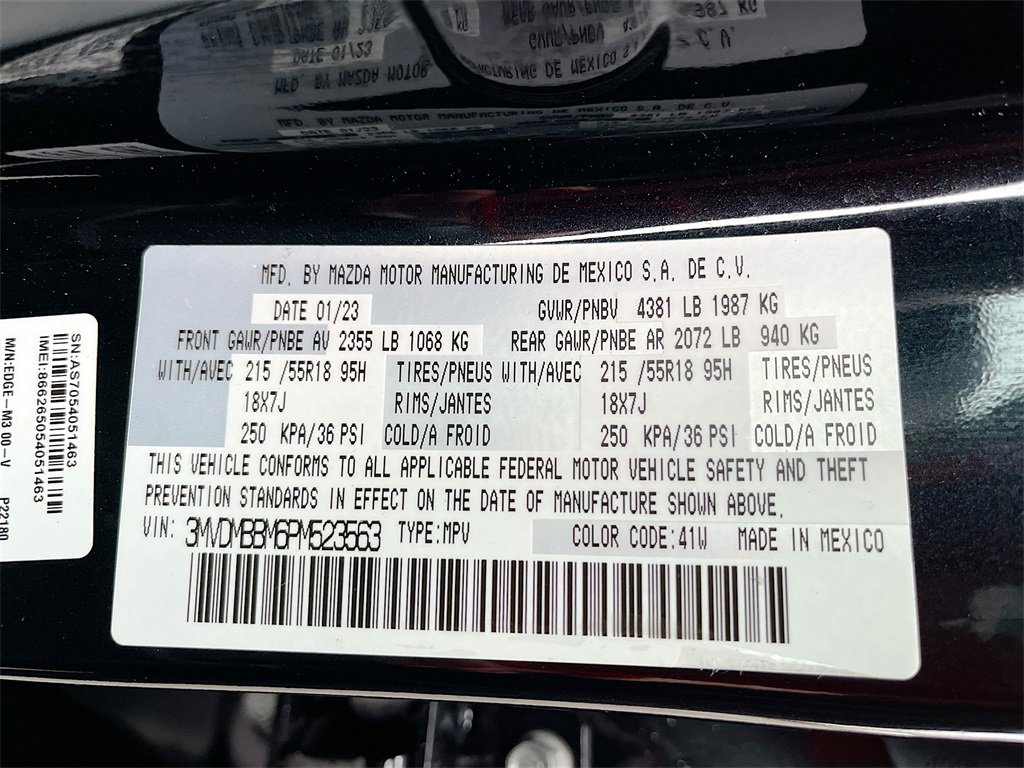 MFD. BY MAZDA MOTOR MANUFACTURING DE MEXICO S.A. DE C.V.
DATE 01/23 GVWR/PNBV 4381 LB 1987 KG
FRONT GAWR/PNBE AV 2355 LB 1068 KG REAR GAWR/PNBE AR 2072 LB 940 KG
WITH/AVEC 215 /55R18 95H TIRES/PNEUS WITH/AVEC 215 /55R18 95H TIRES/PNEUS
18X7J RIMS/JANTES 18X7J RIMS/JANTES
250 KPA/36 PSI COLD/A FROID 250 KPA/36 PSI COLD/A FROID
THIS VEHICLE CONFORMS TO ALL APPLICABLE FEDERAL MOTOR VEHICLE SAFETY AND THEFT
PREVENTION STANDARDS IN EFFECT ON THE DATE OF MANUFACTURE SHOWN ABOVE.
VIN: 3MVDMBBM6PM523563 TYPE:MPV COLOR CODE:41W MADE IN MEXICO
SN:AS7054051463
IMEI:866265054051463
M/N:EDGE-M3 00-V P22180